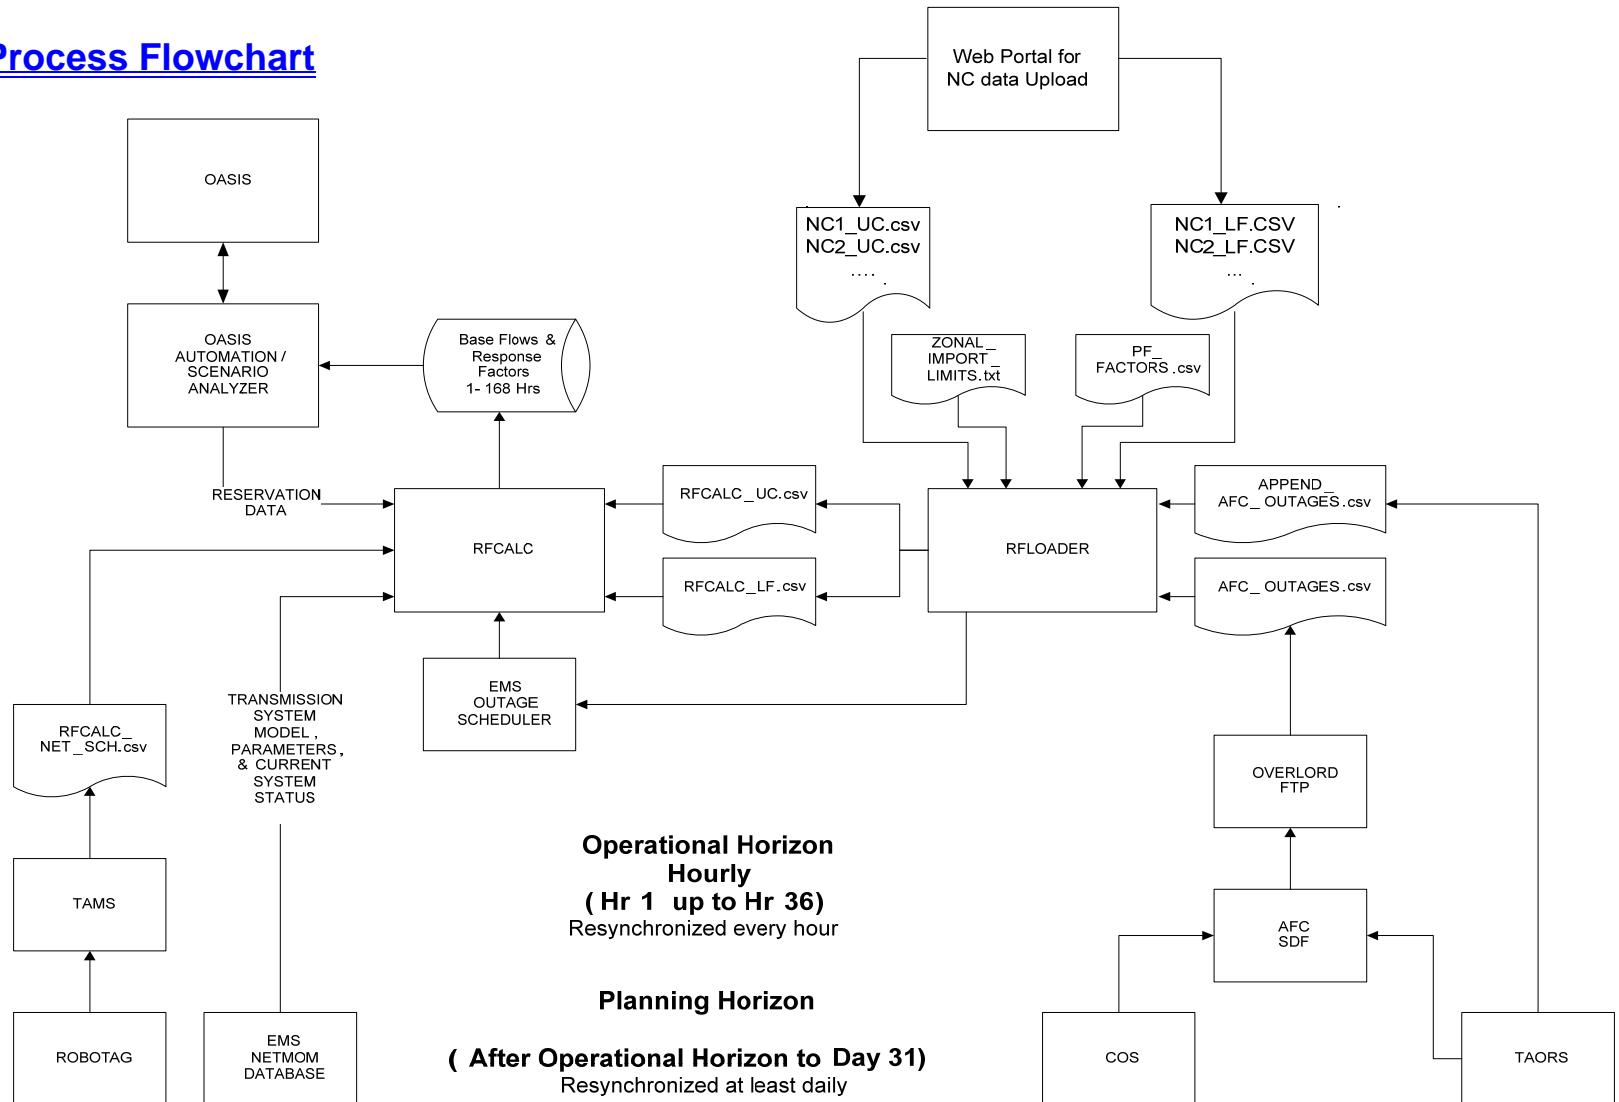 Process Flowchart
Web Portal for
NC data Upload
OASIS
NC1_UC.csv
NC2_UC.csv
....
.
NC1_LF.CSV
NC2_LF.CSV
...
.
OASIS
AUTOMATION /
SCENARIO
ANALYZER
Base Flows &
Response
Factors
1- 168 Hrs
ZONAL_
IMPORT_
LIMITS.txt
PF_
FACTORS.csv
RESERVATION
DATA
RFCALC
RFCALC_UC.csv
RFCALC_LF.csv
RFLOADER
APPEND_
AFC_OUTAGES.csv
AFC_OUTAGES.csv
EMS
OUTAGE
SCHEDULER
RFCALC_
NET_SCH.csv
TRANSMISSION
SYSTEM
MODEL,
PARAMETERS,
& CURRENT
SYSTEM
STATUS
OVERLORD
FTP
TAMS
Operational Horizon
Hourly
( Hr 1 up to Hr 36)
Resynchronized every hour
AFC
SDF
Planning Horizon
( After Operational Horizon to Day 31)
Resynchronized at least daily
ROBOTAG
EMS
NETMOM
DATABASE
COS
TAORS